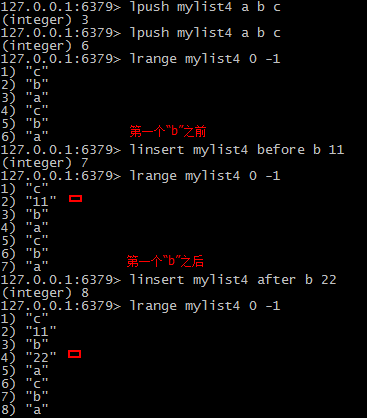 127.0.0.1:6379> lpush mylist4 a b c
(integer) 3
127.0.0.1:6379> lpush mylist4 a b c
(integer) 6
127.0.0.1:6379> lrange mylist4 0 -1
1) "c"
2) "b"
3) "a"
4) "c"
5) "b"
6) "a"
第一个“b”之前
127.0.0.1:6379> linsert mylist4 before b 11
(integer) 7
127.0.0.1:6379> lrange mylist4 0 -1
1) "c"
2) "11"
3) "b"
4) "a"
5) "c"
6) "b"
7) "a"
第一个“b”之后
127.0.0.1:6379> linsert mylist4 after b 22
(integer) 8
127.0.0.1:6379> lrange mylist4 0 -1
1) "c"
2) "11"
3) "b"
4) "22"
5) "a"
6) "c"
7) "b"
8) "a"